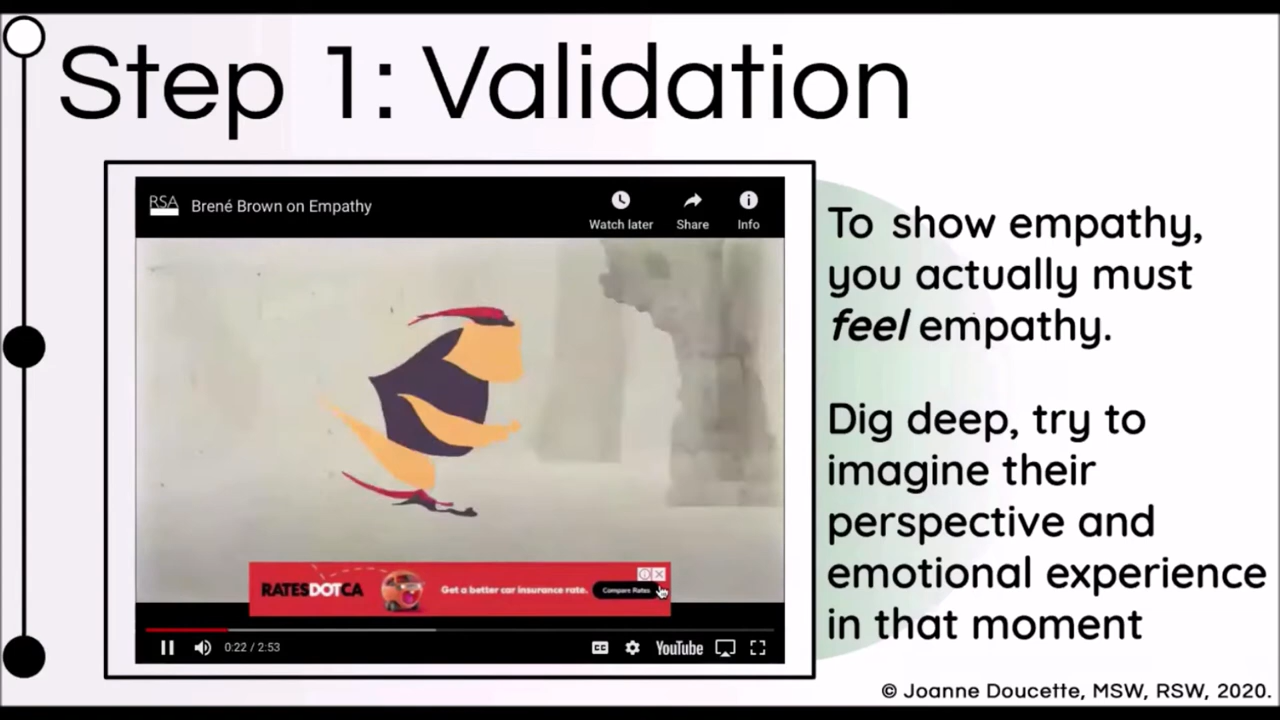 Step 1: Validation
RSA
Brené Brown on Empathy
Watch later
Share
Info
To show empathy,
you actually must
feel empathy.
Dig deep, try to
imagine their
perspective and
emotional experience
in that moment
RATESDOTCA
Get a better car insurance rate.
Compare Rates
0:22 / 2:53
CC
YouTube
© Joanne Doucette, MSW, RSW, 2020.